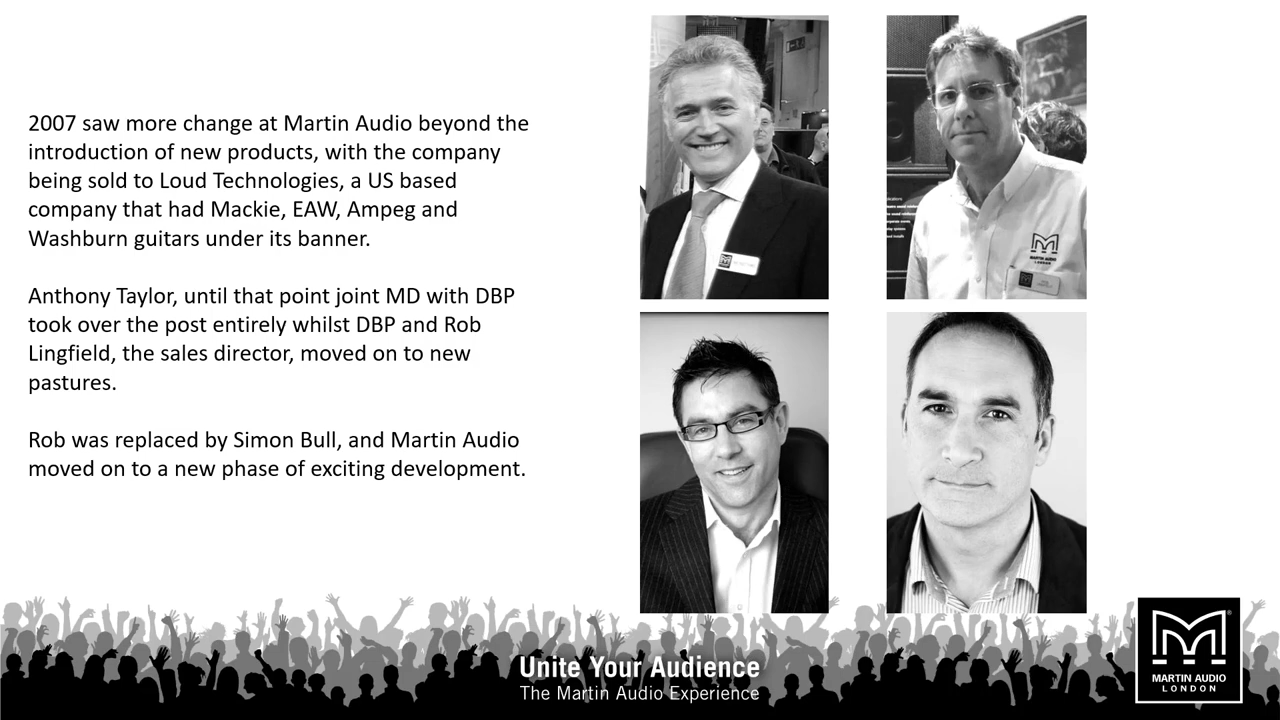 2007 saw more change at Martin Audio beyond the
introduction of new products, with the company
being sold to Loud Technologies, a US based
company that had Mackie, EAW, Ampeg and
Washburn guitars under its banner.
Anthony Taylor, until that point joint MD with DBP
took over the post entirely whilst DBP and Rob
Lingfield, the sales director, moved on to new
pastures.
Rob was replaced by Simon Bull, and Martin Audio
moved on to a new phase of exciting development.
MARTIN AUDIO
LONDON
Unite Your Audience
The Martin Audio Experience
®
MARTIN AUDIO
LONDON